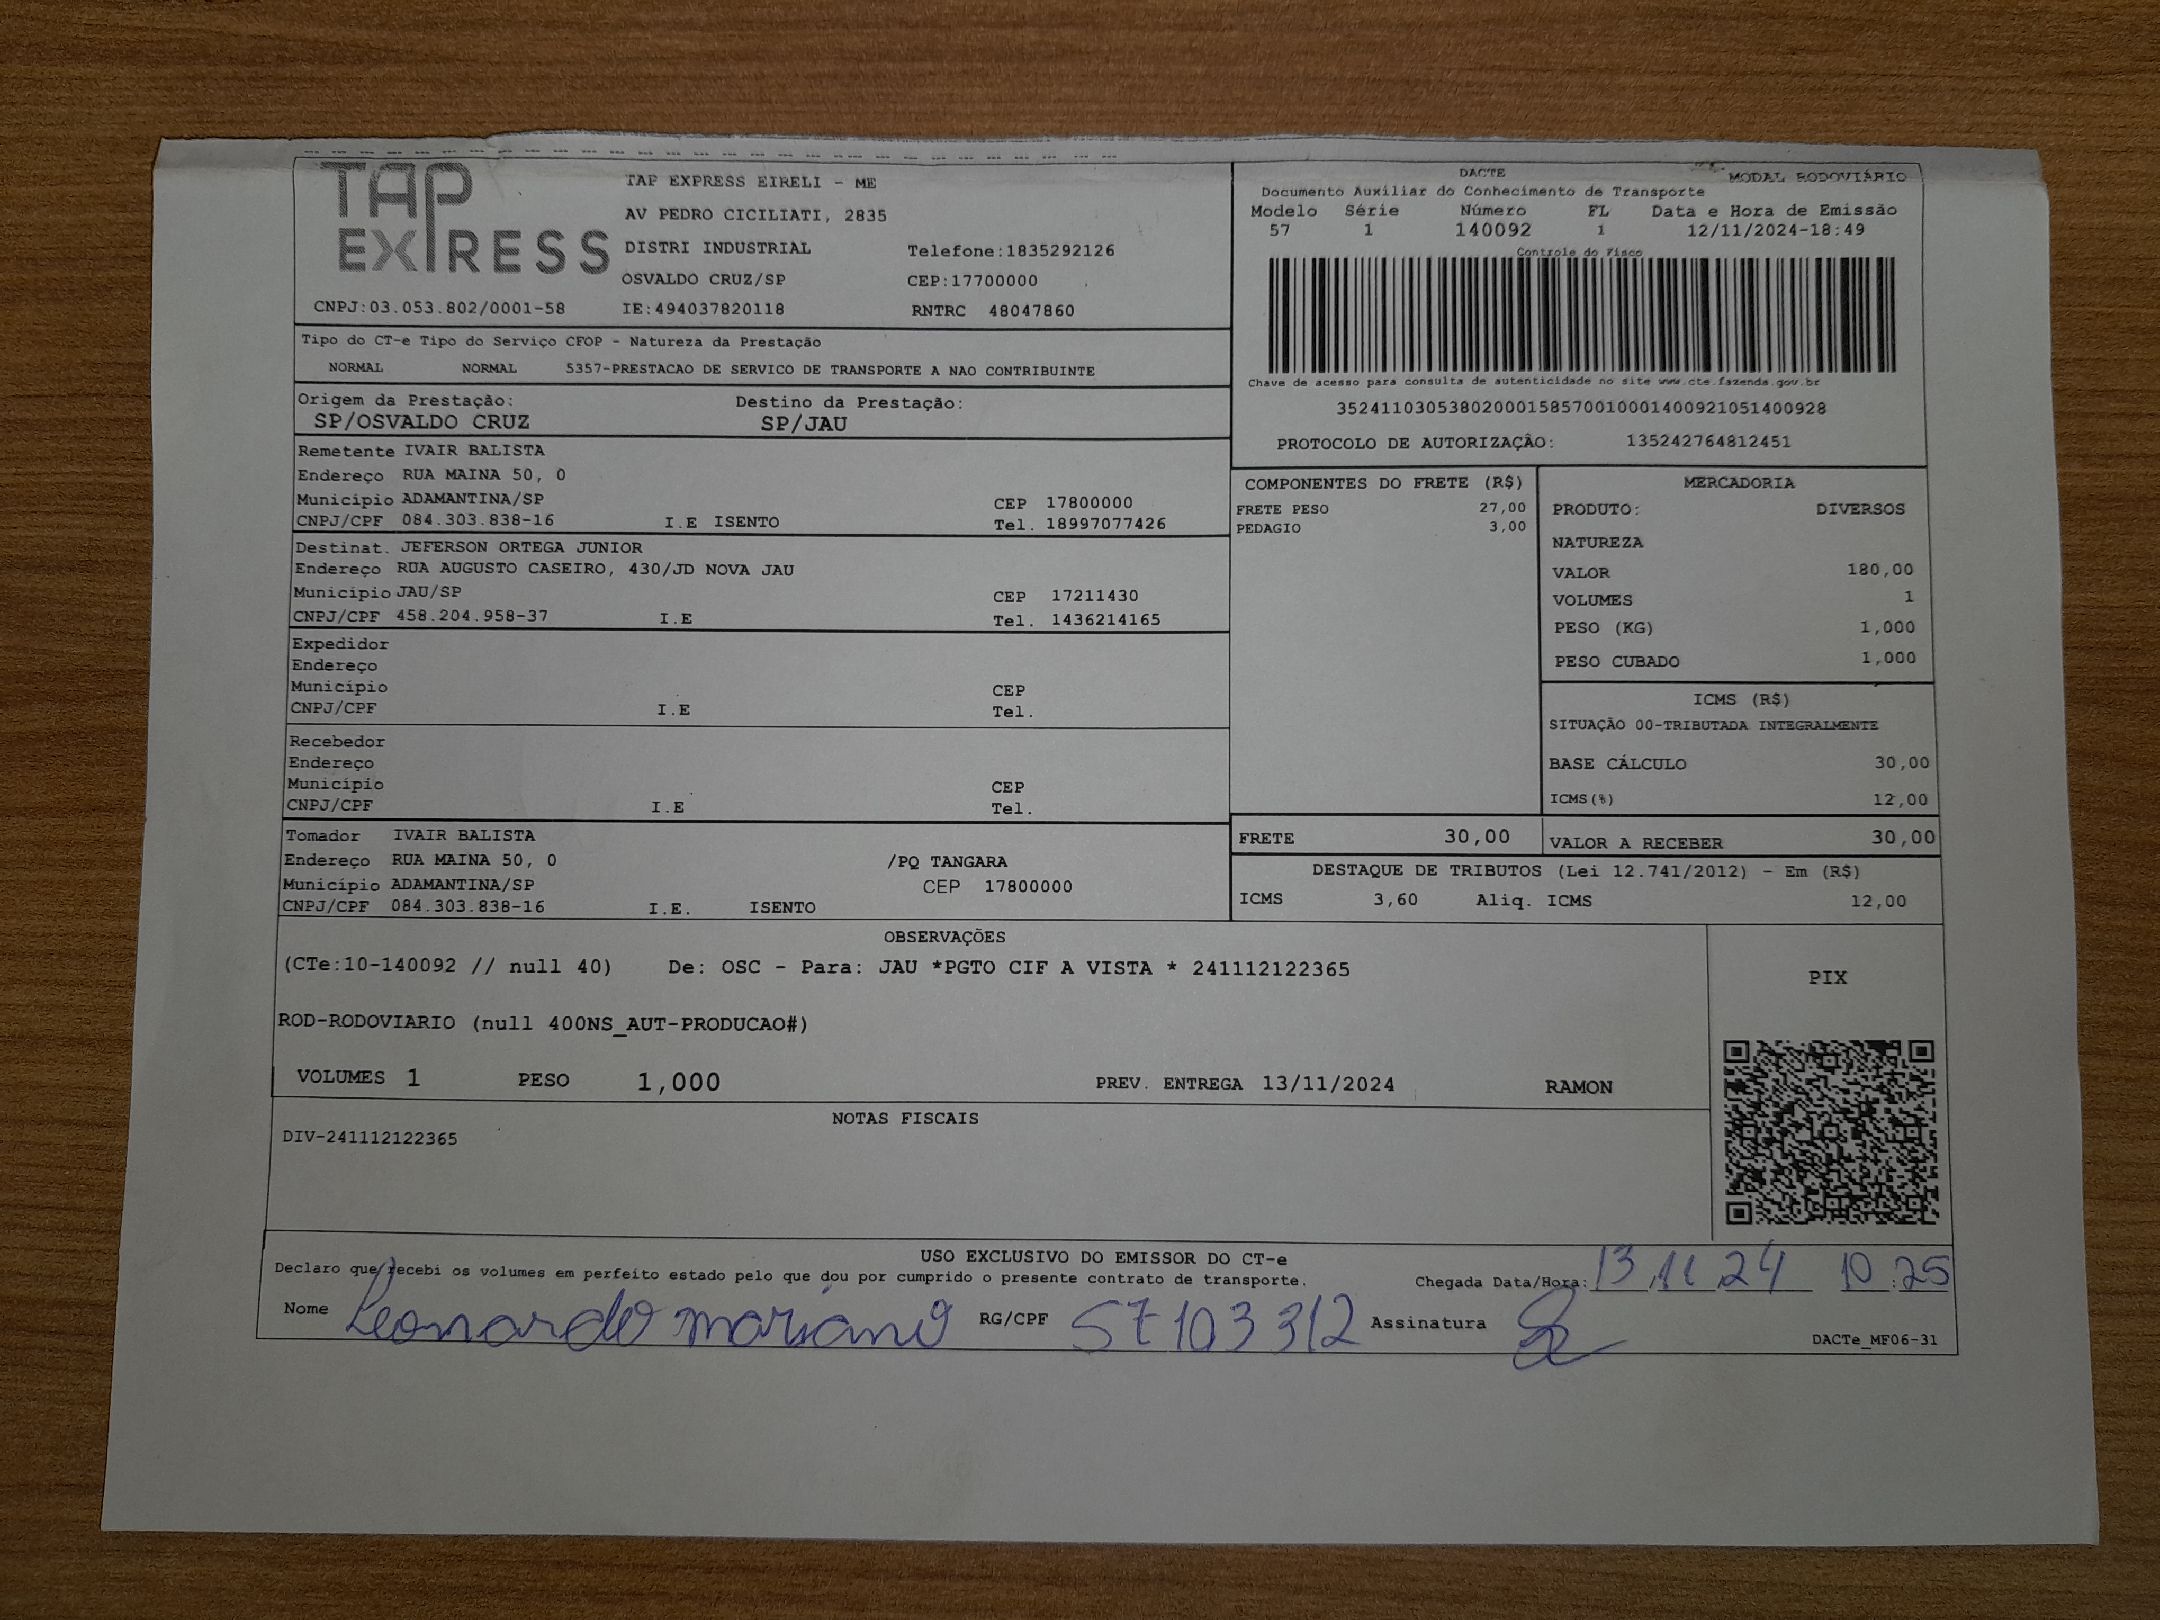 TAP EXPRESS
TAP EXPRESS EIRELI - ME
AV PEDRO CICILIATI, 2835
DISTRI INDUSTRIAL Telefone:1835292126
OSVALDO CRUZ/SP CEP:17700000
CNPJ:03.053.802/0001-58 IE:494037820118 RNTRC 48047860
DACTE MODAL RODOVIÁRIO
Documento Auxiliar do Conhecimento de Transporte
Modelo Série Número FL Data e Hora de Emissão
57 1 140092 1 12/11/2024-18:49
Controle do Fisco
Chave de acesso para consulta de autenticidade no site www.cte.fazenda.gov.br
35241103053802000158570010001400921051400928
PROTOCOLO DE AUTORIZAÇÃO: 135242764812451
Tipo do CT-e Tipo do Serviço CFOP - Natureza da Prestação
NORMAL NORMAL 5357-PRESTACAO DE SERVICO DE TRANSPORTE A NAO CONTRIBUINTE
Origem da Prestação: Destino da Prestação:
SP/OSVALDO CRUZ SP/JAU
Remetente IVAIR BALISTA
Endereço RUA MAINA 50, 0
Município ADAMANTINA/SP CEP 17800000
CNPJ/CPF 084.303.838-16 I.E ISENTO Tel. 18997077426
Destinat. JEFERSON ORTEGA JUNIOR
Endereço RUA AUGUSTO CASEIRO, 430/JD NOVA JAU
Município JAU/SP CEP 17211430
CNPJ/CPF 458.204.958-37 I.E Tel. 1436214165
Expedidor
Endereço
Município CEP
CNPJ/CPF I.E Tel.
Recebedor
Endereço
Município CEP
CNPJ/CPF I.E Tel.
Tomador IVAIR BALISTA
Endereço RUA MAINA 50, 0 /PQ TANGARA
Município ADAMANTINA/SP CEP 17800000
CNPJ/CPF 084.303.838-16 I.E. ISENTO
COMPONENTES DO FRETE (R$)
FRETE PESO 27,00
PEDAGIO 3,00
MERCADORIA
PRODUTO: DIVERSOS
NATUREZA
VALOR 180,00
VOLUMES 1
PESO (KG) 1,000
PESO CUBADO 1,000
ICMS (R$)
SITUAÇÃO 00-TRIBUTADA INTEGRALMENTE
BASE CÁLCULO 30,00
ICMS(%) 12,00
FRETE 30,00 VALOR A RECEBER 30,00
DESTAQUE DE TRIBUTOS (Lei 12.741/2012) - Em (R$)
ICMS 3,60 Aliq. ICMS 12,00
OBSERVAÇÕES
(CTe:10-140092 // null 40) De: OSC - Para: JAU *PGTO CIF A VISTA * 241112122365
ROD-RODOVIARIO (null 400NS_AUT-PRODUCAO#)
VOLUMES 1 PESO 1,000 PREV. ENTREGA 13/11/2024 RAMON
PIX
NOTAS FISCAIS
DIV-241112122365
USO EXCLUSIVO DO EMISSOR DO CT-e
Declaro que recebi os volumes em perfeito estado pelo que dou por cumprido o presente contrato de transporte.
Chegada Data/Hora: 13 11 24 10:25
Nome Leonardo mariano RG/CPF 57103312 Assinatura
DACTe_MF06-31